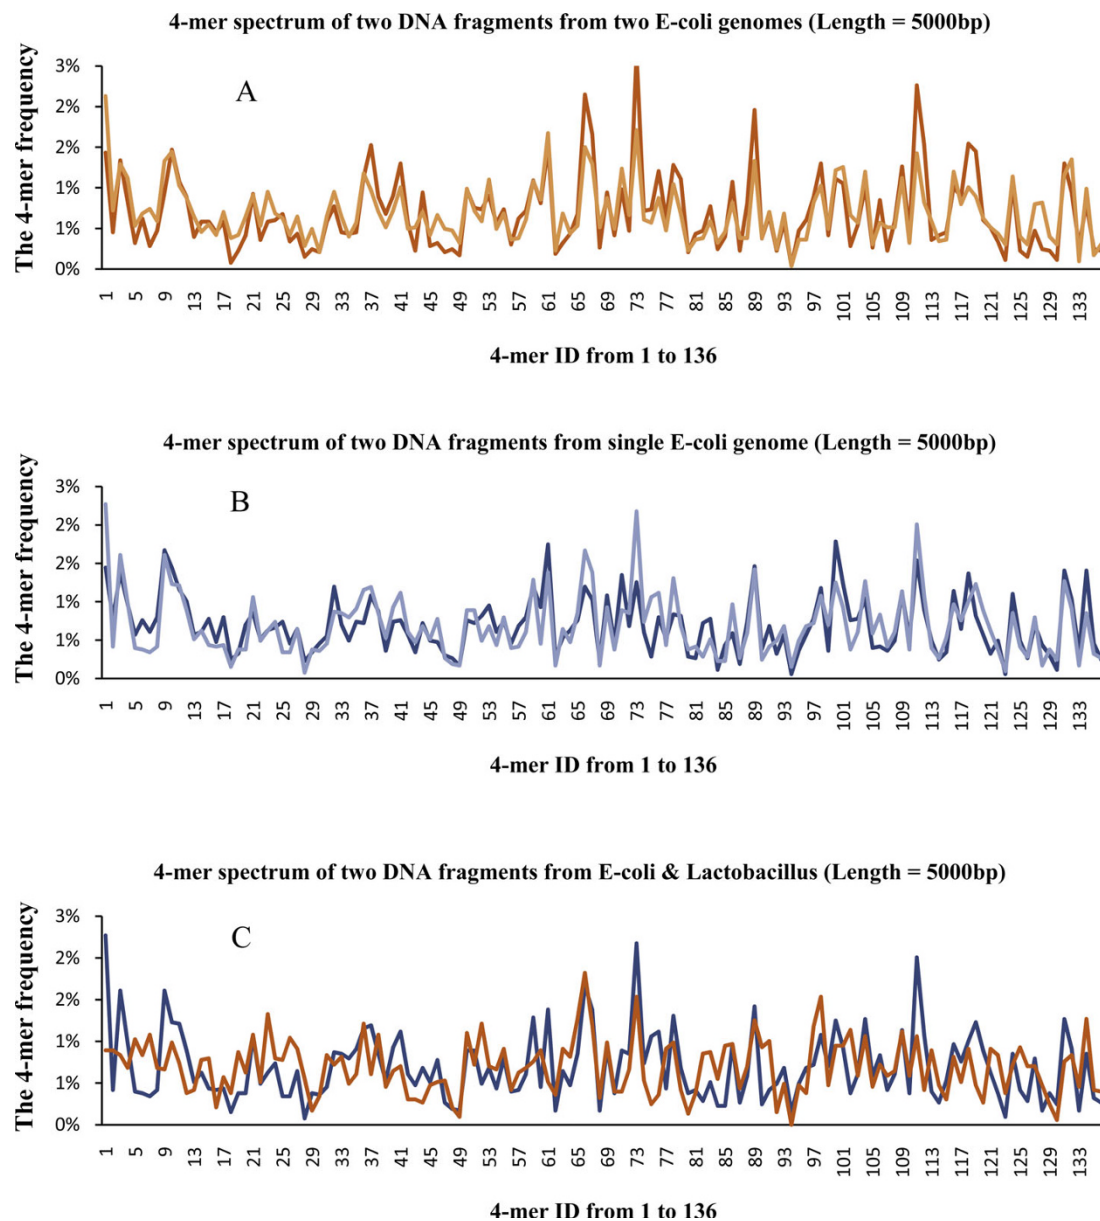 4-mer spectrum of two DNA fragments from two E-coli genomes (Length = 5000bp)
A
The 4-mer frequency
3%
2%
2%
1%
1%
0%
1 5 9 13 17 21 25 29 33 37 41 45 49 53 57 61 65 69 73 77 81 85 89 93 97 101 105 109 113 117 121 125 129 133
4-mer ID from 1 to 136
4-mer spectrum of two DNA fragments from single E-coli genome (Length = 5000bp)
B
The 4-mer frequency
3%
2%
2%
1%
1%
0%
1 5 9 13 17 21 25 29 33 37 41 45 49 53 57 61 65 69 73 77 81 85 89 93 97 101 105 109 113 117 121 125 129 133
4-mer ID from 1 to 136
4-mer spectrum of two DNA fragments from E-coli & Lactobacillus (Length = 5000bp)
C
The 4-mer frequency
3%
2%
2%
1%
1%
0%
1 5 9 13 17 21 25 29 33 37 41 45 49 53 57 61 65 69 73 77 81 85 89 93 97 101 105 109 113 117 121 125 129 133
4-mer ID from 1 to 136